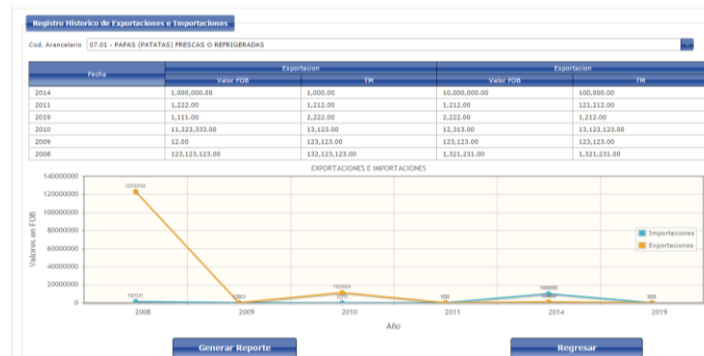 Registro Historico de Exportaciones e Importaciones
Cod. Arancelario 07.01 - PAPAS (PATATAS) FRESCAS O REFRIGERADAS
Fecha Exportacion Exportacion
Valor FOB TM Valor FOB TM
2014 1,000,000.00 1,000.00 10,000,000.00 100,000.00
2011 1,222.00 1,212.00 1,212.00 121,212.00
2019 1,111.00 2,222.00 2,222.00 1,212.00
2010 11,223,333.00 13,123.00 12,313.00 13,123,123.00
2009 12.00 123,123.00 123,123.00 123,123.00
2008 123,123,123.00 132,123,123.00 1,321,231.00 1,321,231.00
EXPORTACIONES E IMPORTACIONES
140000000
120000000
100000000
80000000
60000000
40000000
20000000
0
Valores en FOB
Importaciones
Exportaciones
2008 2009 2010 2011 2014 2019
Año
Generar Reporte Regresar